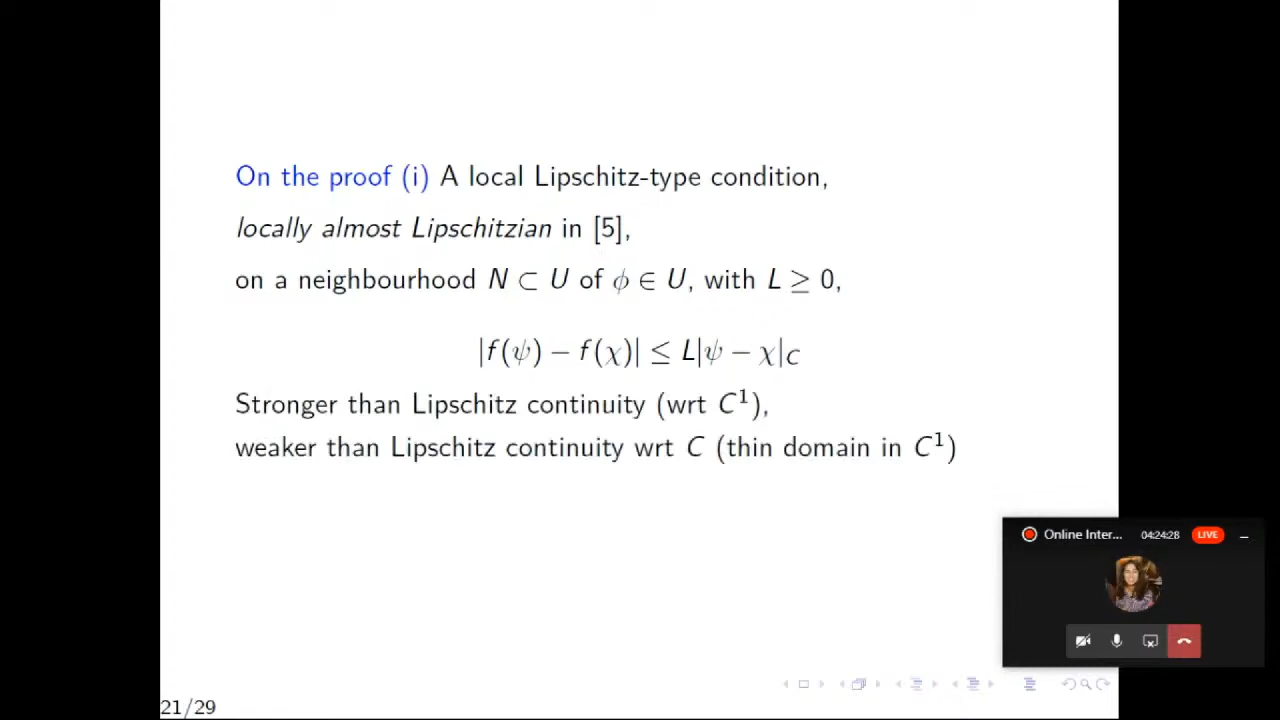 On the proof (i) A local Lipschitz-type condition,
locally almost Lipschitzian in [5],
on a neighbourhood N ⊂ U of ϕ ∈ U, with L ≥ 0,
|f(ψ) − f(χ)| ≤ L|ψ − χ|_C
Stronger than Lipschitz continuity (wrt C¹),
weaker than Lipschitz continuity wrt C (thin domain in C¹)
Online Inter... 04:24:28 LIVE
21/29